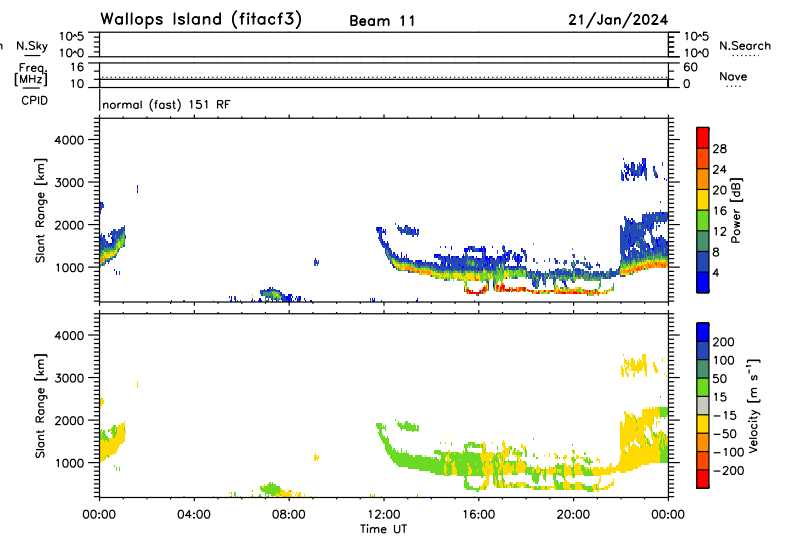 Wallops Island (fitacf3) Beam 11 21/Jan/2024
N.Sky 10^5 10^0 10^5 10^0 N.Search
Freq. [MHz] 16 10 60 0 Nave
CPID normal (fast) 151 RF
Slant Range [km] 4000 3000 2000 1000
28 24 20 16 12 8 4 Power [dB]
Slant Range [km] 4000 3000 2000 1000
200 100 50 15 −15 −50 −100 −200 Velocity [m s⁻¹]
00:00 04:00 08:00 12:00 16:00 20:00 00:00
Time UT